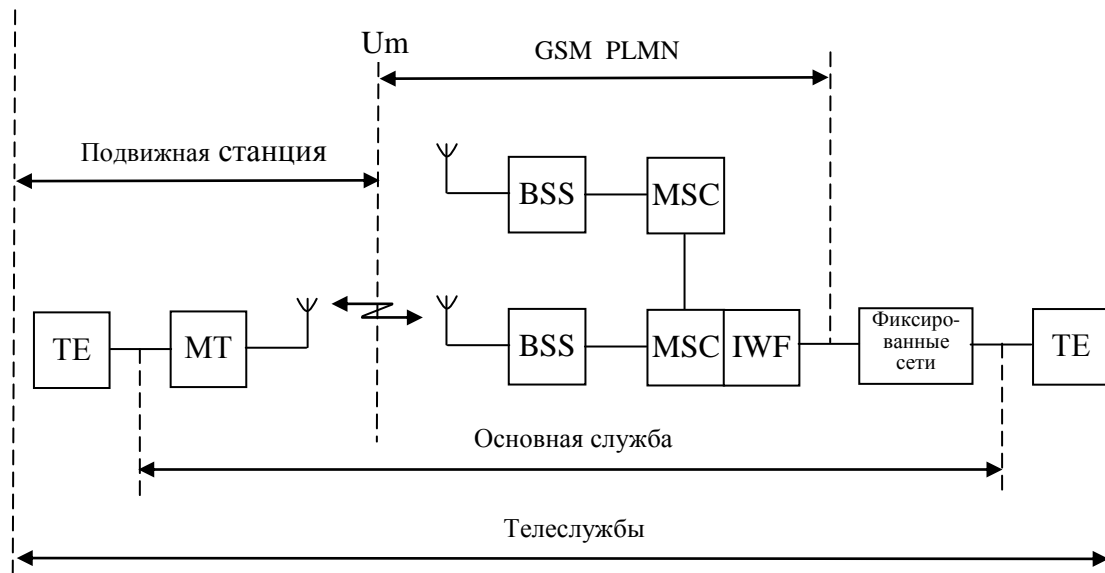 Um
GSM PLMN
Подвижная станция
BSS
MSC
TE
MT
BSS
MSC
IWF
Фиксиро-
ванные
сети
TE
Основная служба
Телеслужбы